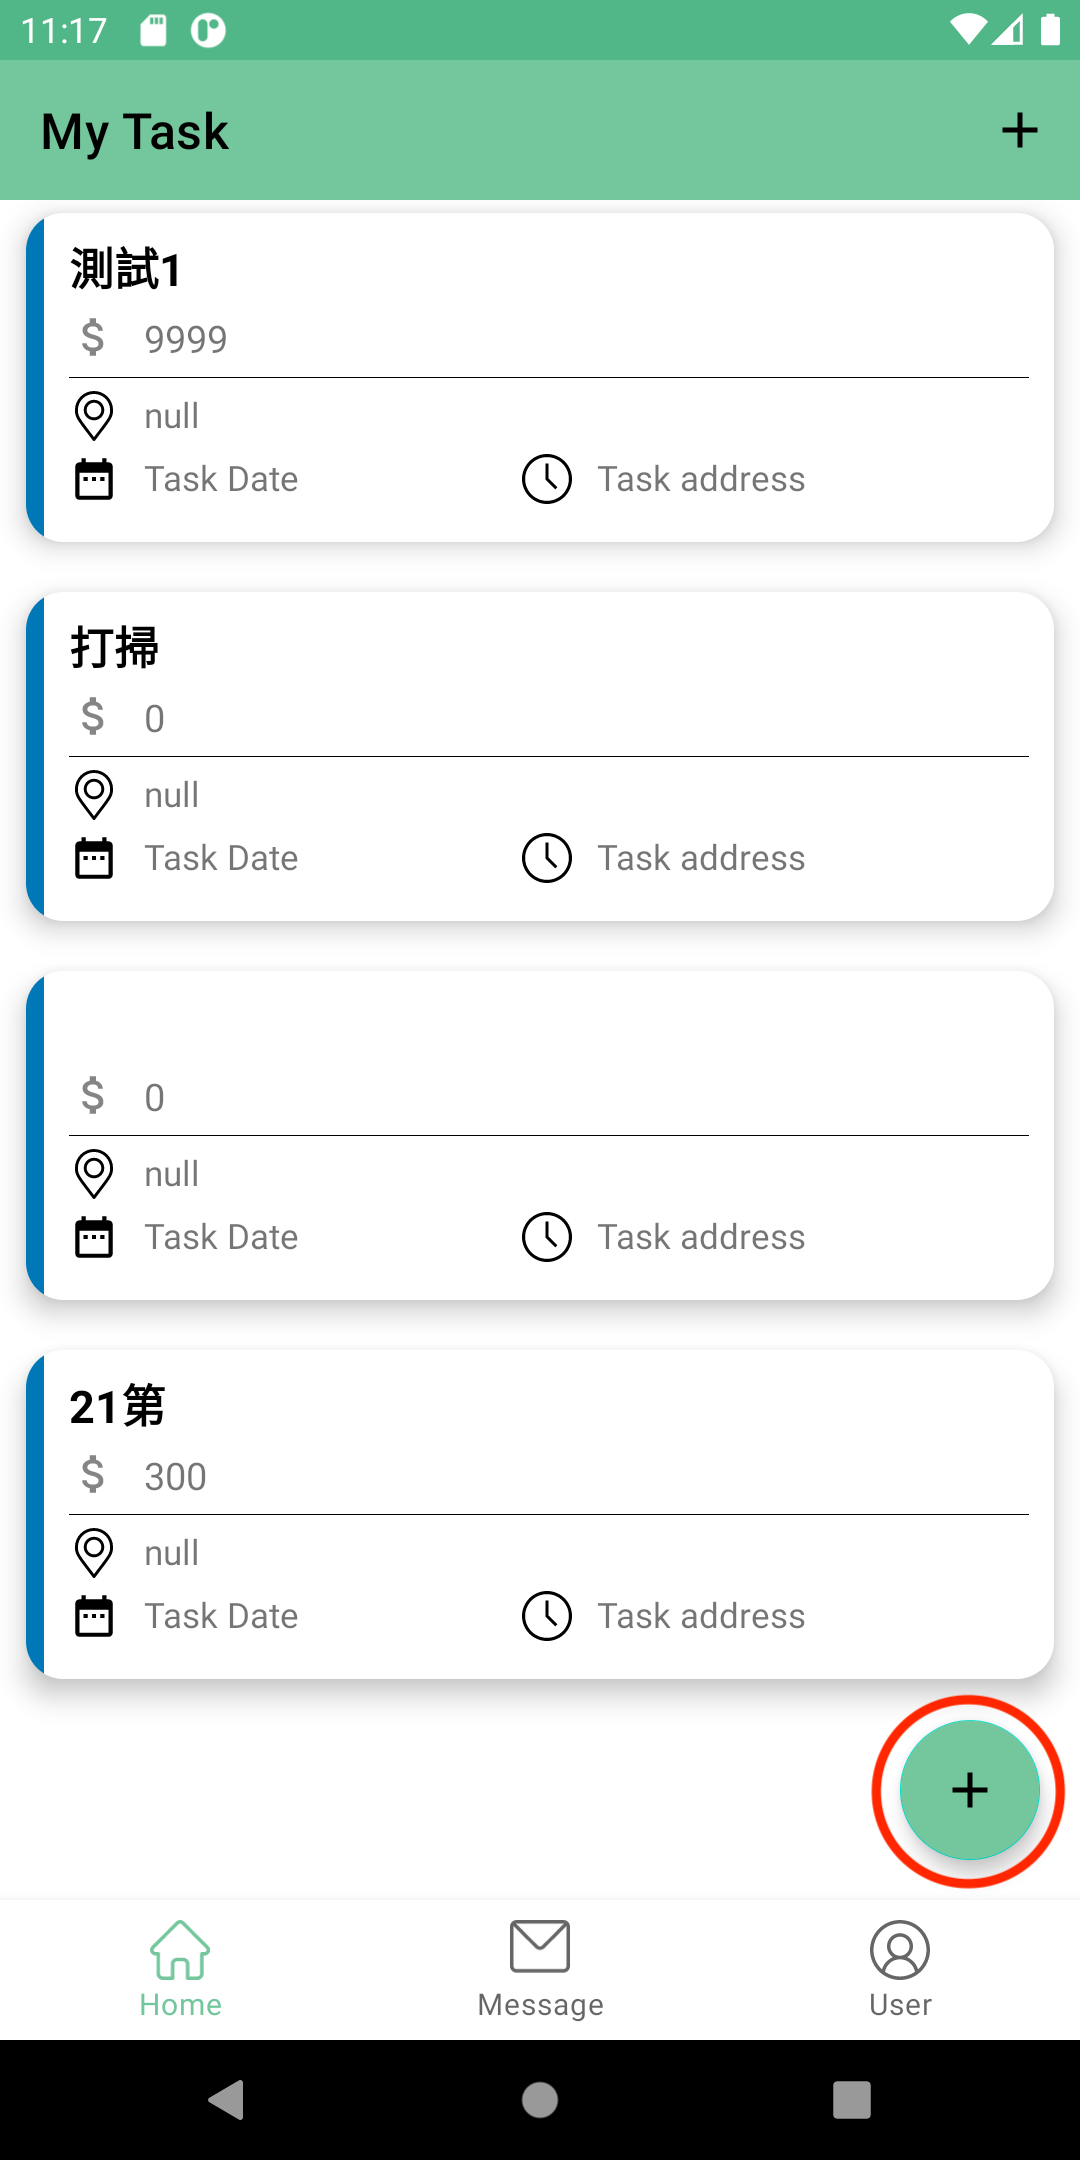 11:17
My Task
測試1
$ 9999
null
Task Date Task address
打掃
$ 0
null
Task Date Task address
$ 0
null
Task Date Task address
21第
$ 300
null
Task Date Task address
Home Message User